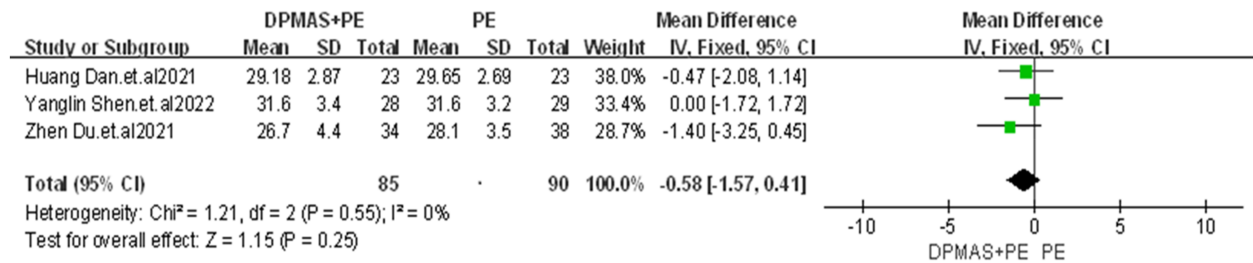 DPMAS+PE PE Mean Difference Mean Difference
Study or Subgroup Mean SD Total Mean SD Total Weight IV, Fixed, 95% CI IV, Fixed, 95% CI
Huang Dan.et.al2021 29.18 2.87 23 29.65 2.69 23 38.0% -0.47 [-2.08, 1.14]
Yanglin Shen.et.al2022 31.6 3.4 28 31.6 3.2 29 33.4% 0.00 [-1.72, 1.72]
Zhen Du.et.al2021 26.7 4.4 34 28.1 3.5 38 28.7% -1.40 [-3.25, 0.45]
Total (95% CI) 85 . 90 100.0% -0.58 [-1.57, 0.41]
Heterogeneity: Chi² = 1.21, df = 2 (P = 0.55); I² = 0%
Test for overall effect: Z = 1.15 (P = 0.25)
-10 -5 0 5 10
DPMAS+PE PE